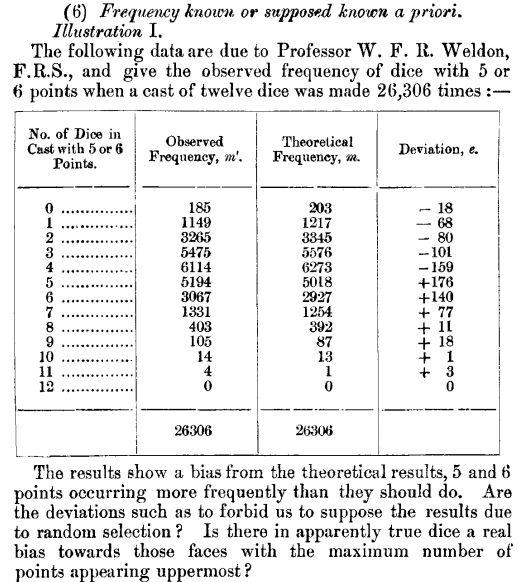 (6) Frequency known or supposed known a priori.
Illustration I.
The following data are due to Professor W. F. R. Weldon,
F.R.S., and give the observed frequency of dice with 5 or
6 points when a cast of twelve dice was made 26,306 times :—
No. of Dice in
Cast with 5 or 6
Points.
Observed
Frequency, m'.
Theoretical
Frequency, m.
Deviation, e.
0 ............... 185 203 − 18
1 ............... 1149 1217 − 68
2 ............... 3265 3345 − 80
3 ............... 5475 5576 −101
4 ............... 6114 6273 −159
5 ............... 5194 5018 +176
6 ............... 3067 2927 +140
7 ............... 1331 1254 + 77
8 ............... 403 392 + 11
9 ............... 105 87 + 18
10 ............... 14 13 + 1
11 ............... 4 1 + 3
12 ............... 0 0 0
26306 26306
The results show a bias from the theoretical results, 5 and 6
points occurring more frequently than they should do. Are
the deviations such as to forbid us to suppose the results due
to random selection? Is there in apparently true dice a real
bias towards those faces with the maximum number of
points appearing uppermost?